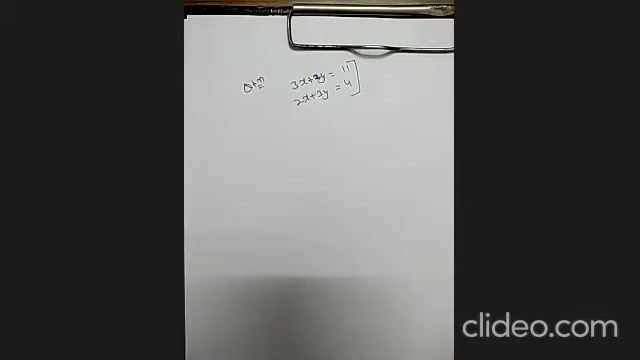 3x+2y = 11
2x+3y = 4
clideo.com